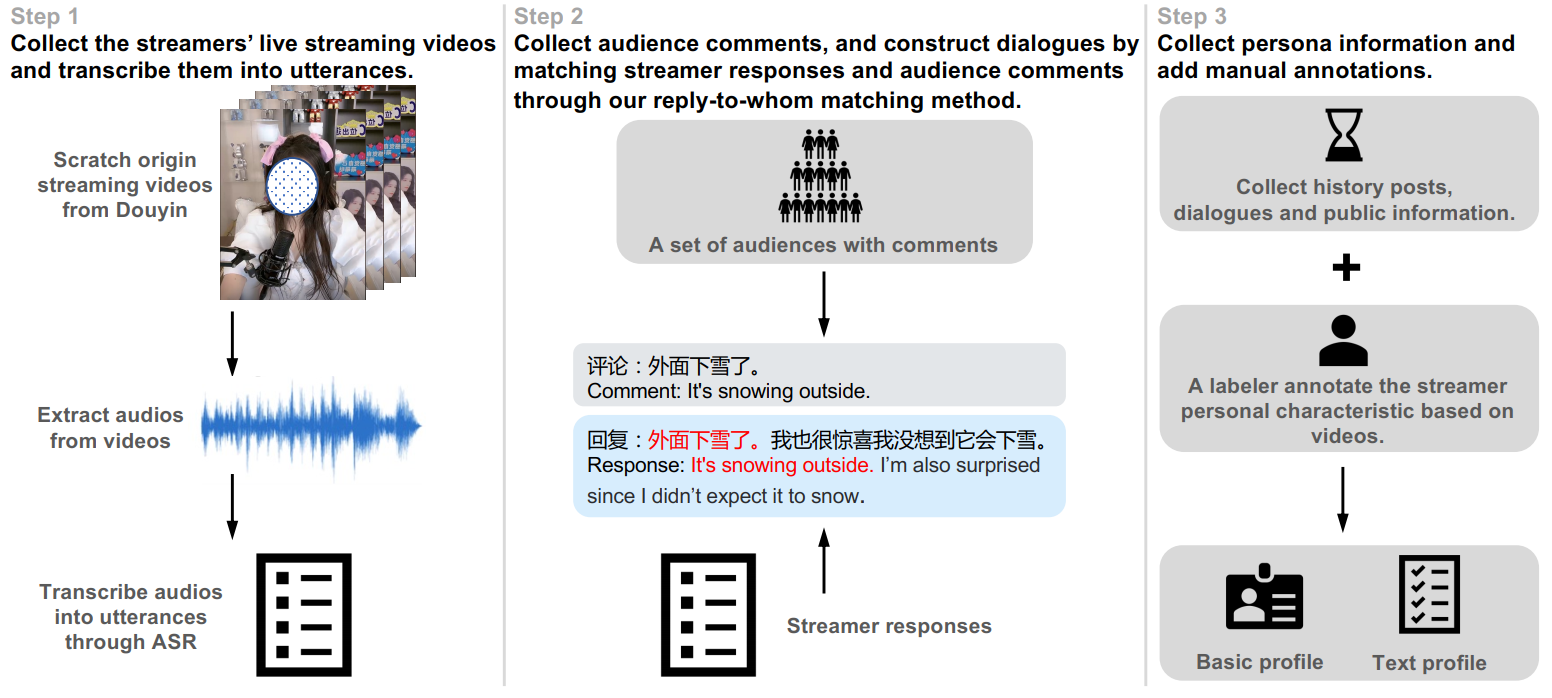 Step 1
Collect the streamers' live streaming videos
and transcribe them into utterances.
Scratch origin
streaming videos
from Douyin
Extract audios
from videos
Transcribe audios
into utterances
through ASR
Step 2
Collect audience comments, and construct dialogues by
matching streamer responses and audience comments
through our reply-to-whom matching method.
A set of audiences with comments
评论：外面下雪了。
Comment: It's snowing outside.
回复：外面下雪了。我也很惊喜我没想到它会下雪。
Response: It's snowing outside. I’m also surprised
since I didn’t expect it to snow.
Streamer responses
Step 3
Collect persona information and
add manual annotations.
Collect history posts,
dialogues and public information.
+
A labeler annotate the streamer
personal characteristic based on
videos.
Basic profile
Text profile